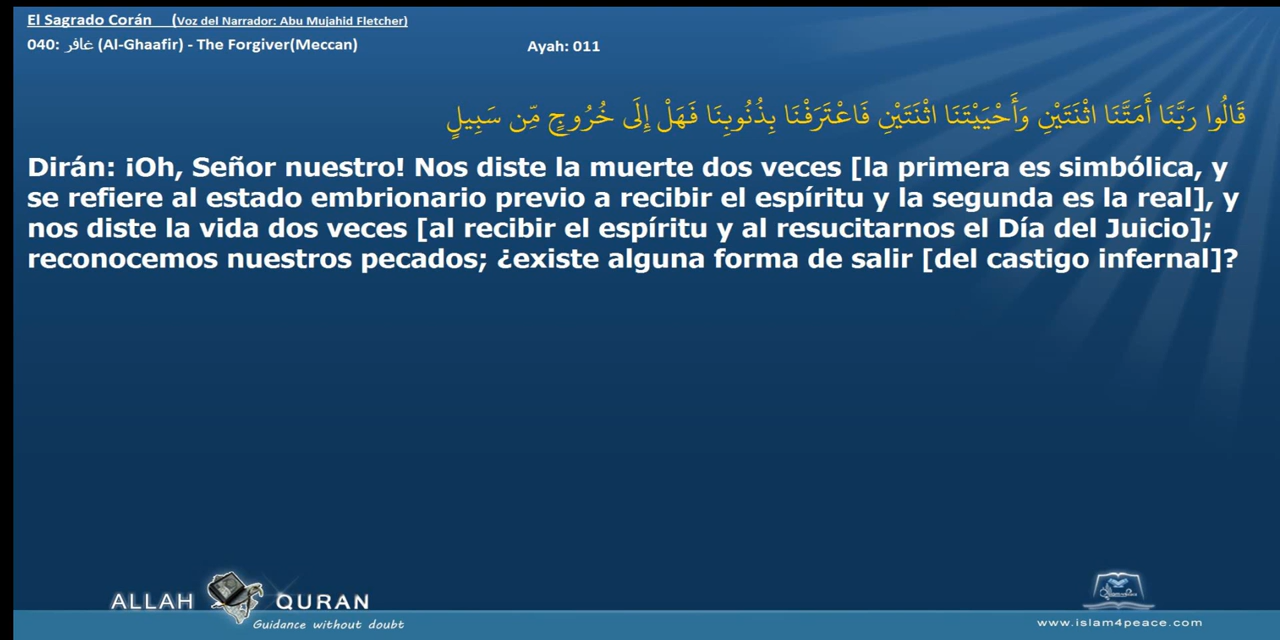 El Sagrado Corán (Voz del Narrador: Abu Mujahid Fletcher)
040: غافر (Al-Ghaafir) - The Forgiver(Meccan) Ayah: 011
قَالُوا رَبَّنَا أَمَتَّنَا اثْنَتَيْنِ وَأَحْيَيْتَنَا اثْنَتَيْنِ فَاعْتَرَفْنَا بِذُنُوبِنَا فَهَلْ إِلَى خُرُوجٍ مِّن سَبِيلٍ
Dirán: ¡Oh, Señor nuestro! Nos diste la muerte dos veces [la primera es simbólica, y
se refiere al estado embrionario previo a recibir el espíritu y la segunda es la real], y
nos diste la vida dos veces [al recibir el espíritu y al resucitarnos el Día del Juicio];
reconocemos nuestros pecados; ¿existe alguna forma de salir [del castigo infernal]?
ALLAH QURAN
Guidance without doubt
www.islam4peace.com